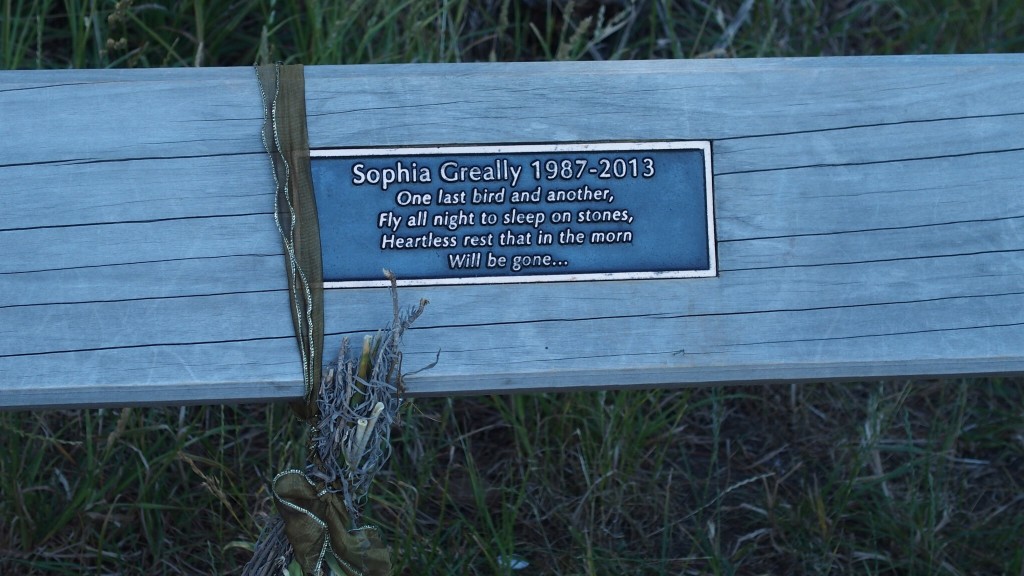 Sophia Greally 1987-2013
One last bird and another,
Fly all night to sleep on stones,
Heartless rest that in the morn
Will be gone...